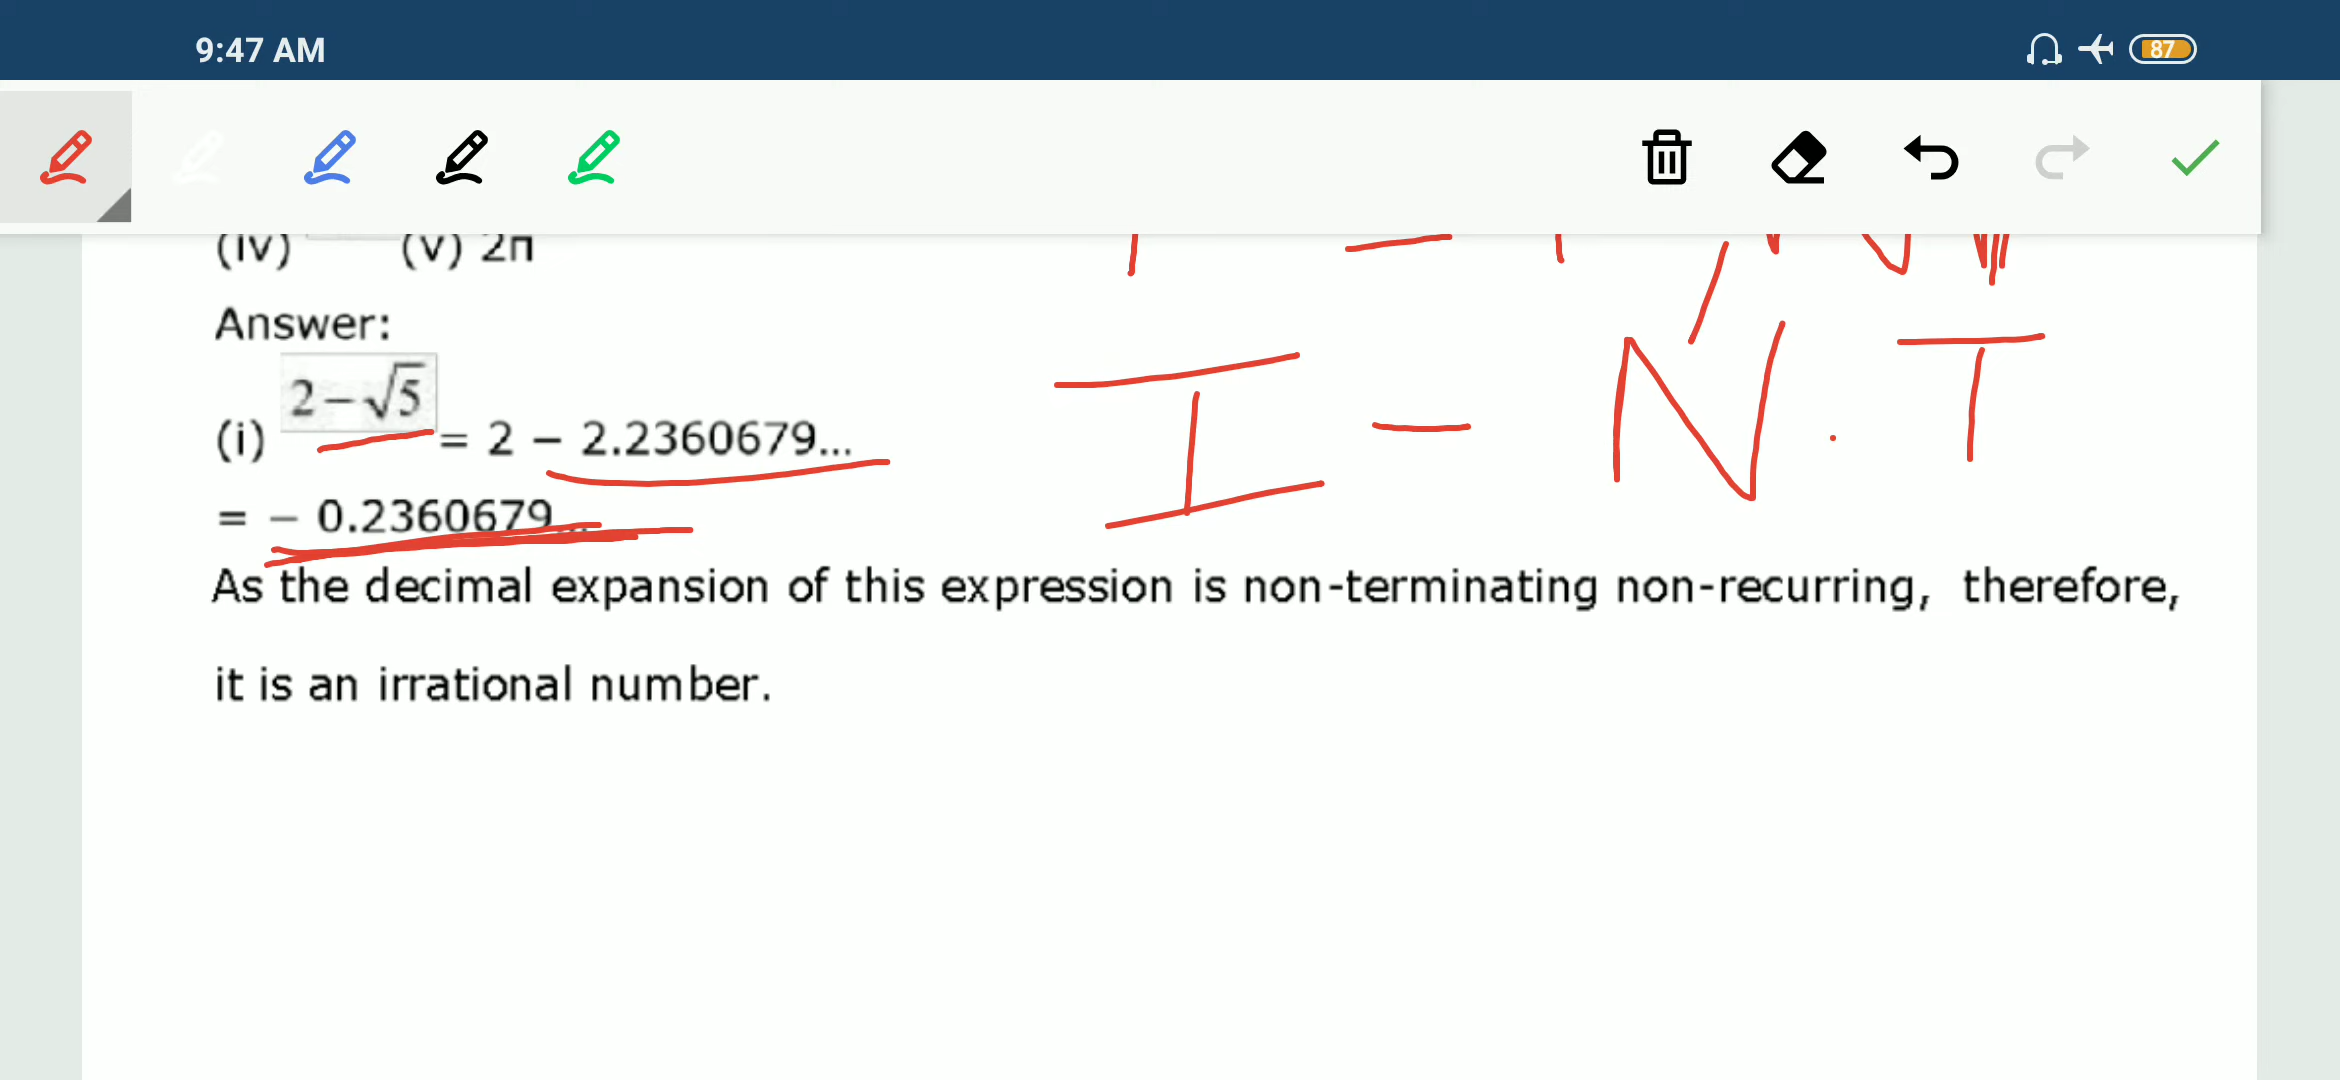 9:47 AM
87
(iv) (v) 2π
Answer:
(i) 2−√5 = 2 − 2.2360679...
= − 0.2360679...
I − N . T
As the decimal expansion of this expression is non-terminating non-recurring, therefore,
it is an irrational number.